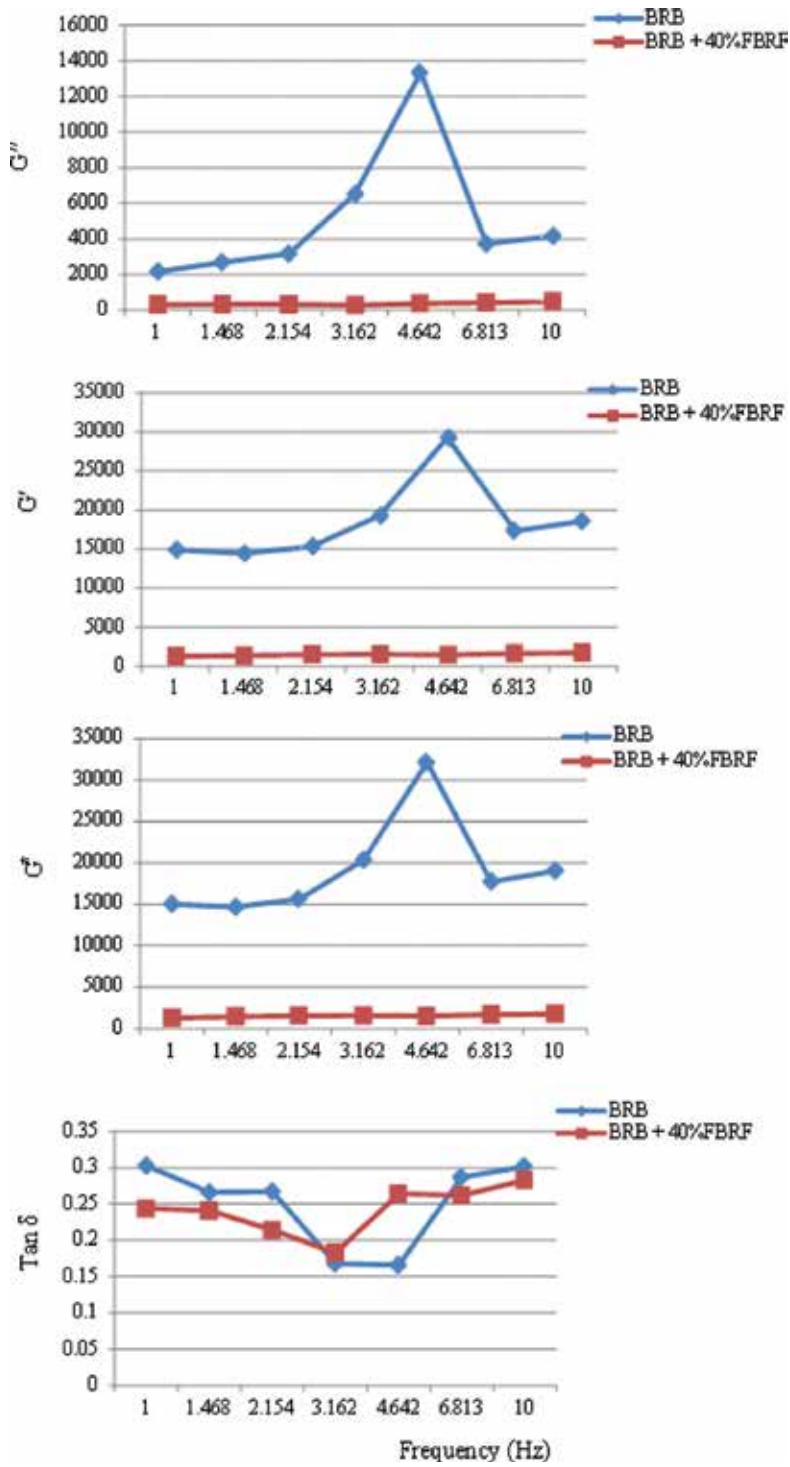 BRB
BRB + 40%FBRF
16000
14000
12000
10000
8000
6000
4000
2000
0
G″
1 1.468 2.154 3.162 4.642 6.813 10
BRB
BRB + 40%FBRF
35000
30000
25000
20000
15000
10000
5000
0
G′
1 1.468 2.154 3.162 4.642 6.813 10
BRB
BRB + 40%FBRF
35000
30000
25000
20000
15000
10000
5000
0
1 1.468 2.154 3.162 4.642 6.813 10
BRB
BRB + 40%FBRF
0.35
0.3
0.25
0.2
0.15
0.1
0.05
0
Tan δ
1 1.468 2.154 3.162 4.642 6.813 10
Frequency (Hz)